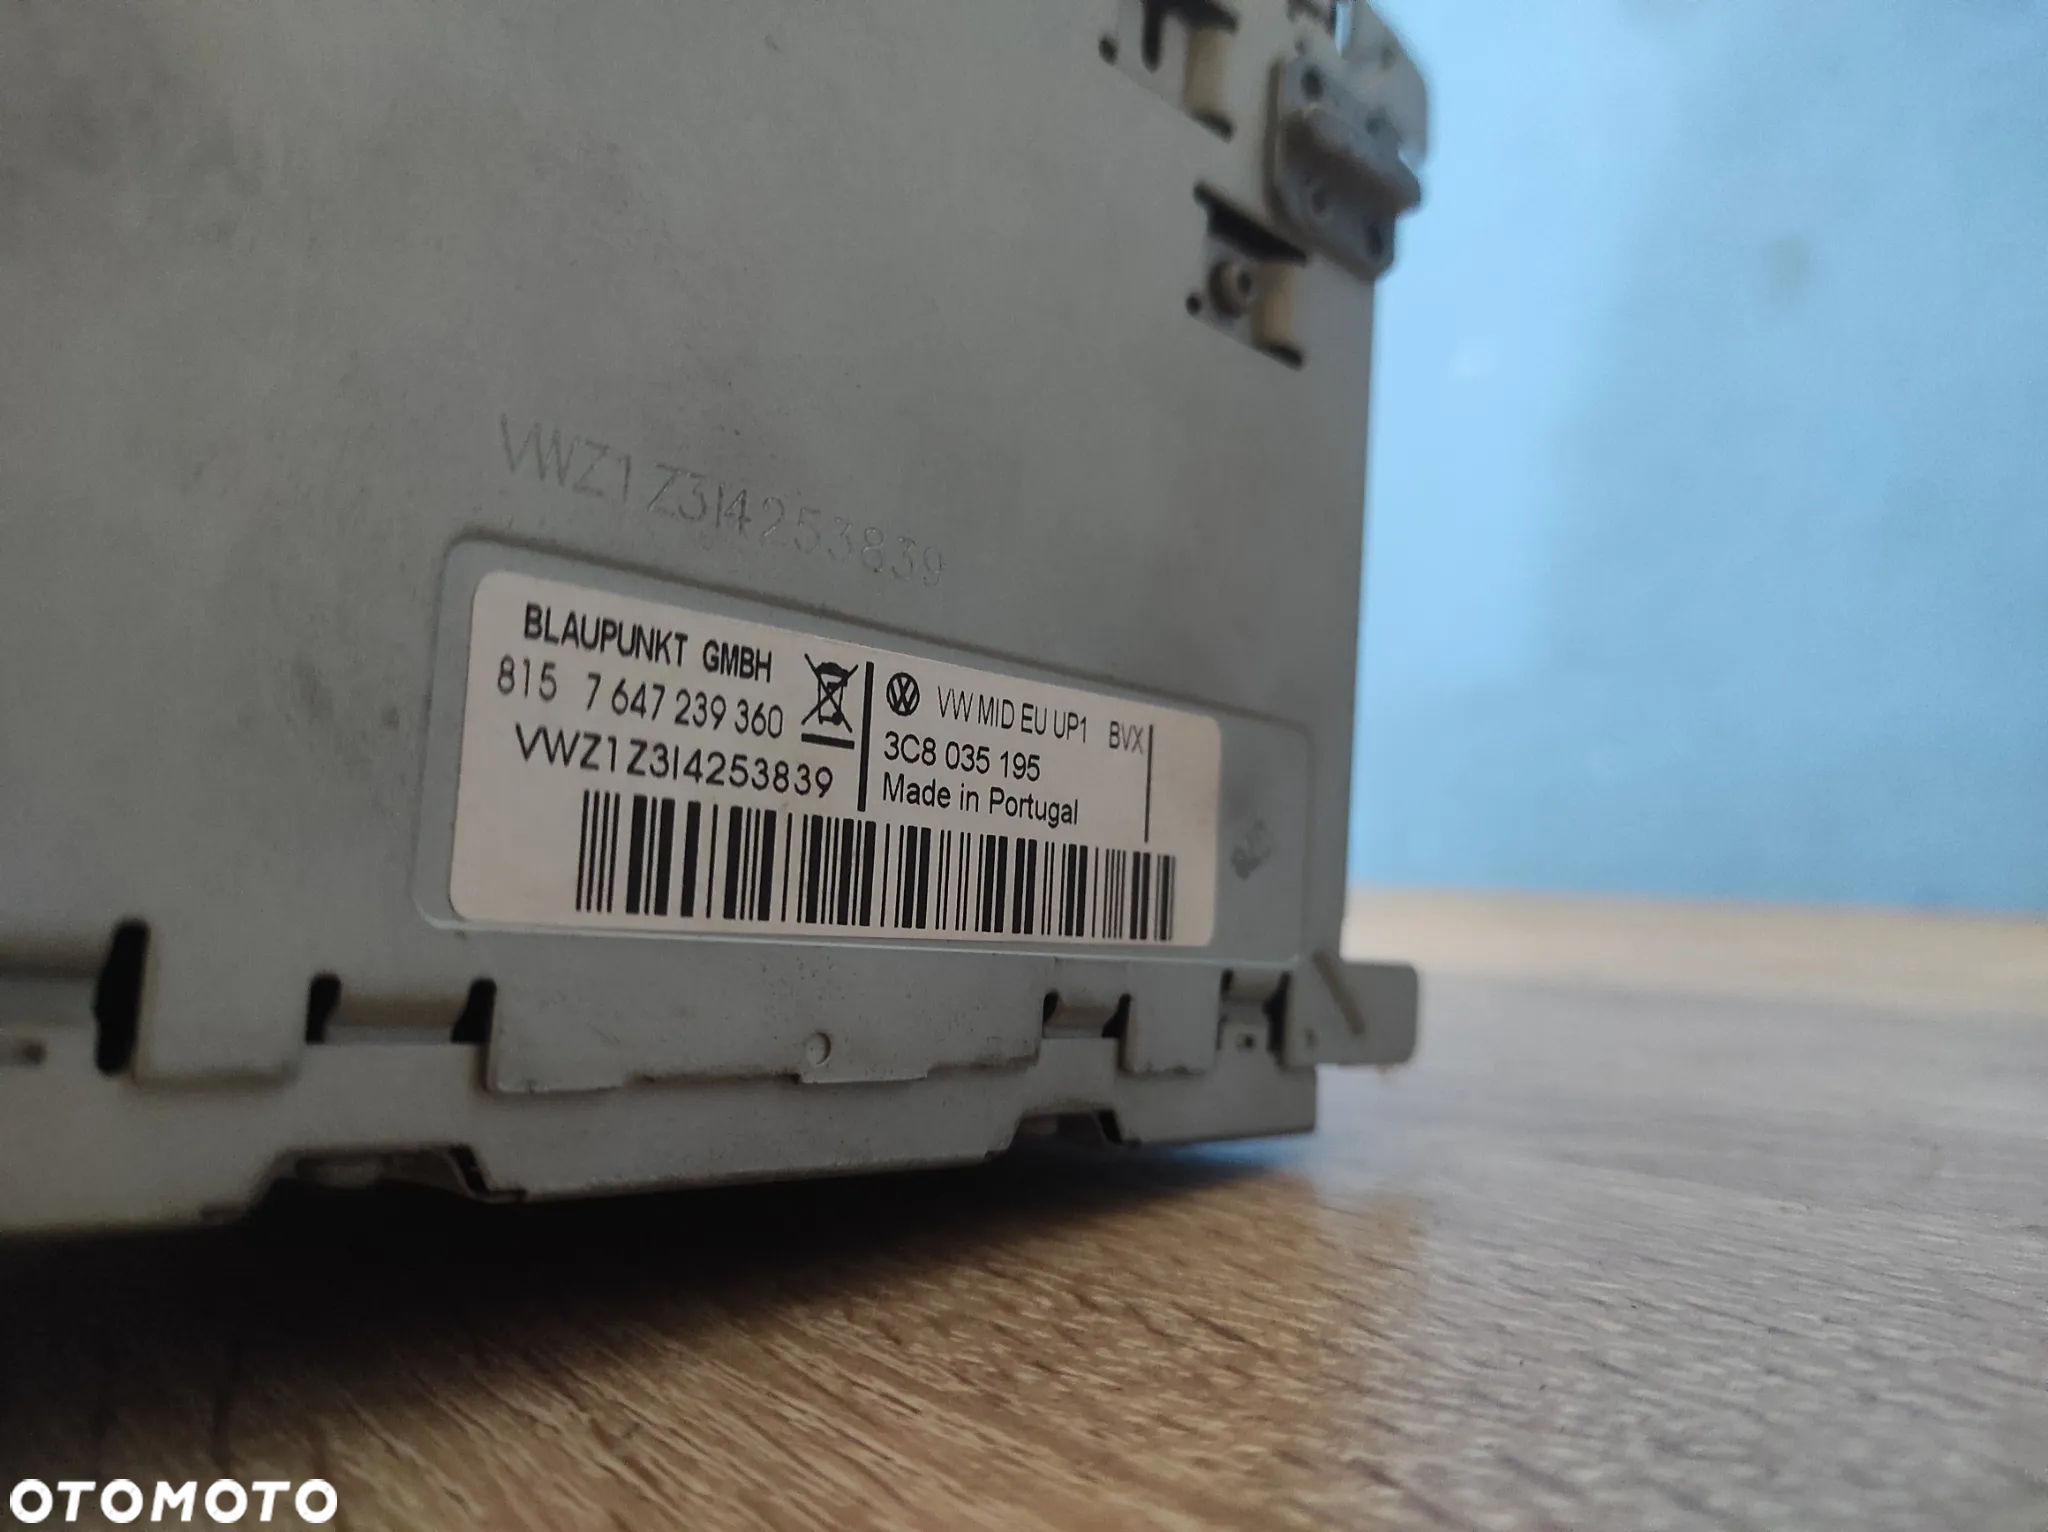 VWZ1Z3I4253839
BLAUPUNKT GMBH
815 7 647 239 360
VWZ1Z3I4253839
VW MID EU UP1 BVX
3C8 035 195
Made in Portugal
OTOMOTO